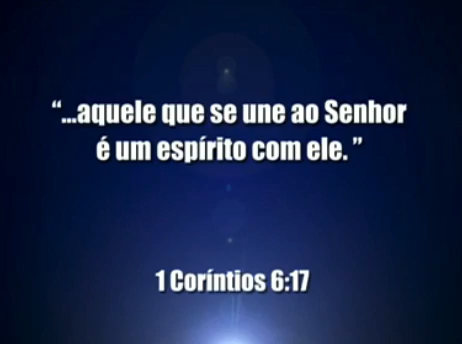 “...aquele que se une ao Senhor
é um espírito com ele. ”
1 Coríntios 6:17